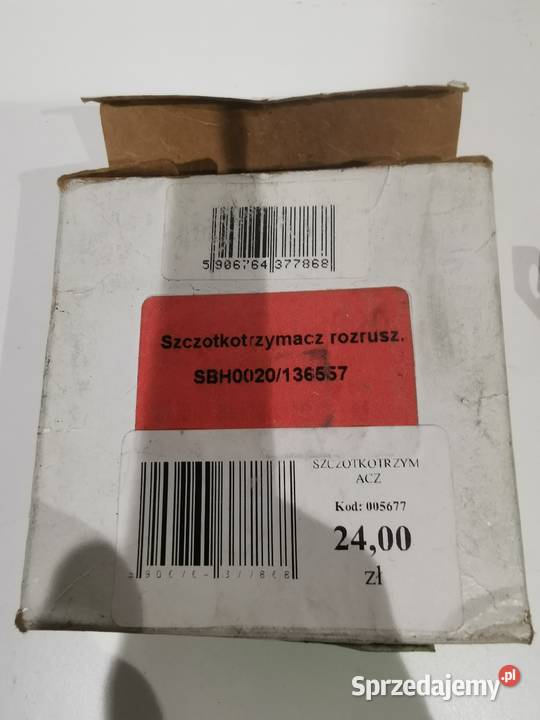 5 906764 377868
Szczotkotrzymacz rozrusz.
SBH0020/136557
SZCZOTKOTRZYM
ACZ
Kod: 005677
24,00
zł
Sprzedajemy.pl